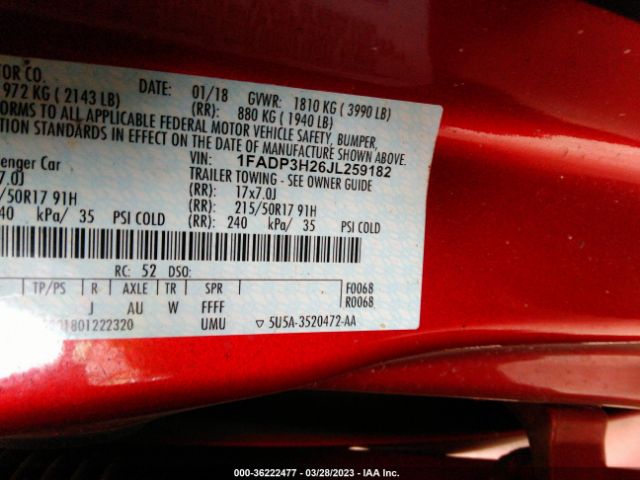 TOR CO.
DATE: 01/18 GVWR: 1810 KG ( 3990 LB)
972 KG ( 2143 LB) (RR): 880 KG ( 1940 LB)
FORMS TO ALL APPLICABLE FEDERAL MOTOR VEHICLE SAFETY, BUMPER,
STANDARDS IN EFFECT ON THE DATE OF MANUFACTURE SHOWN ABOVE.
VIN: 1FADP3H26JL259182
enger Car TRAILER TOWING - SEE OWNER GUIDE
x7.0J (RR): 17x7.0J
/50R17 91H (RR): 215/50R17 91H
40 kPa/ 35 PSI COLD (RR): 240 kPa/ 35 PSI COLD
RC: 52 DSO: F0068
R0068
TP/PS R AXLE TR SPR
J AU W FFFF
01801222320 UMU ▽ 5U5A-3520472-AA
000-36222477 - 03/28/2023 - IAA Inc.